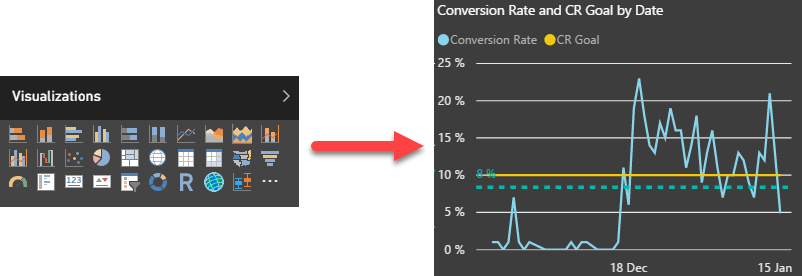 Visualizations
123
R
Conversion Rate and CR Goal by Date
Conversion Rate CR Goal
25 %
20 %
15 %
10 %
8 %
5 %
0 %
18 Dec
15 Jan